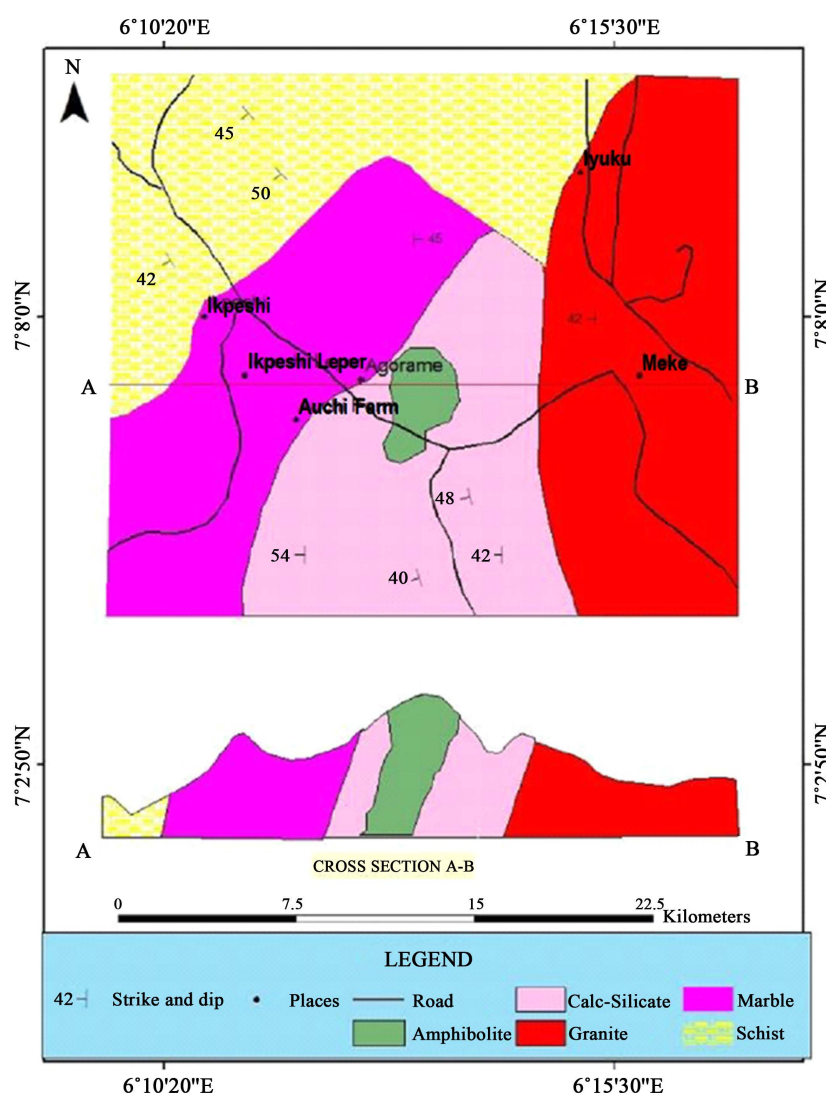 6°10'20"E 6°15'30"E
N
45
Iyuku
50
45
42
Ikpeshi
42
7°8'0"N 7°8'0"N
Ikpeshi Leper
Agorame
Meke
A B
Auchi Farm
48
54
42
40
7°2'50"N 7°2'50"N
A B
CROSS SECTION A-B
0 7.5 15 22.5
Kilometers
LEGEND
42 Strike and dip Places Road Calc-Silicate Marble
Amphibolite Granite Schist
6°10'20"E 6°15'30"E